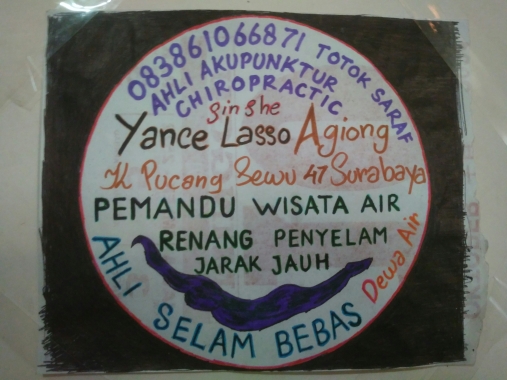 083861066871 TOTOK SARAF
AHLI AKUPUNKTUR
CHIROPRACTIC
Sinshe
Yance Lasso Agiong
Jl Pucang Sewu 47 Surabaya
PEMANDU WISATA AIR
RENANG PENYELAM
JARAK JAUH
Dewa Air
AHLI SELAM BEBAS